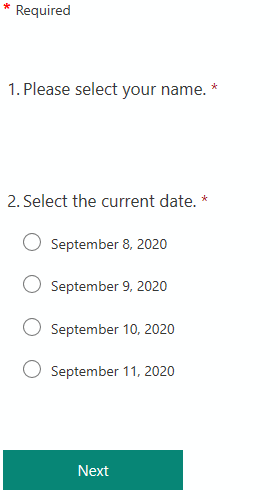 * Required
1. Please select your name. *
2. Select the current date. *
September 8, 2020
September 9, 2020
September 10, 2020
September 11, 2020
Next